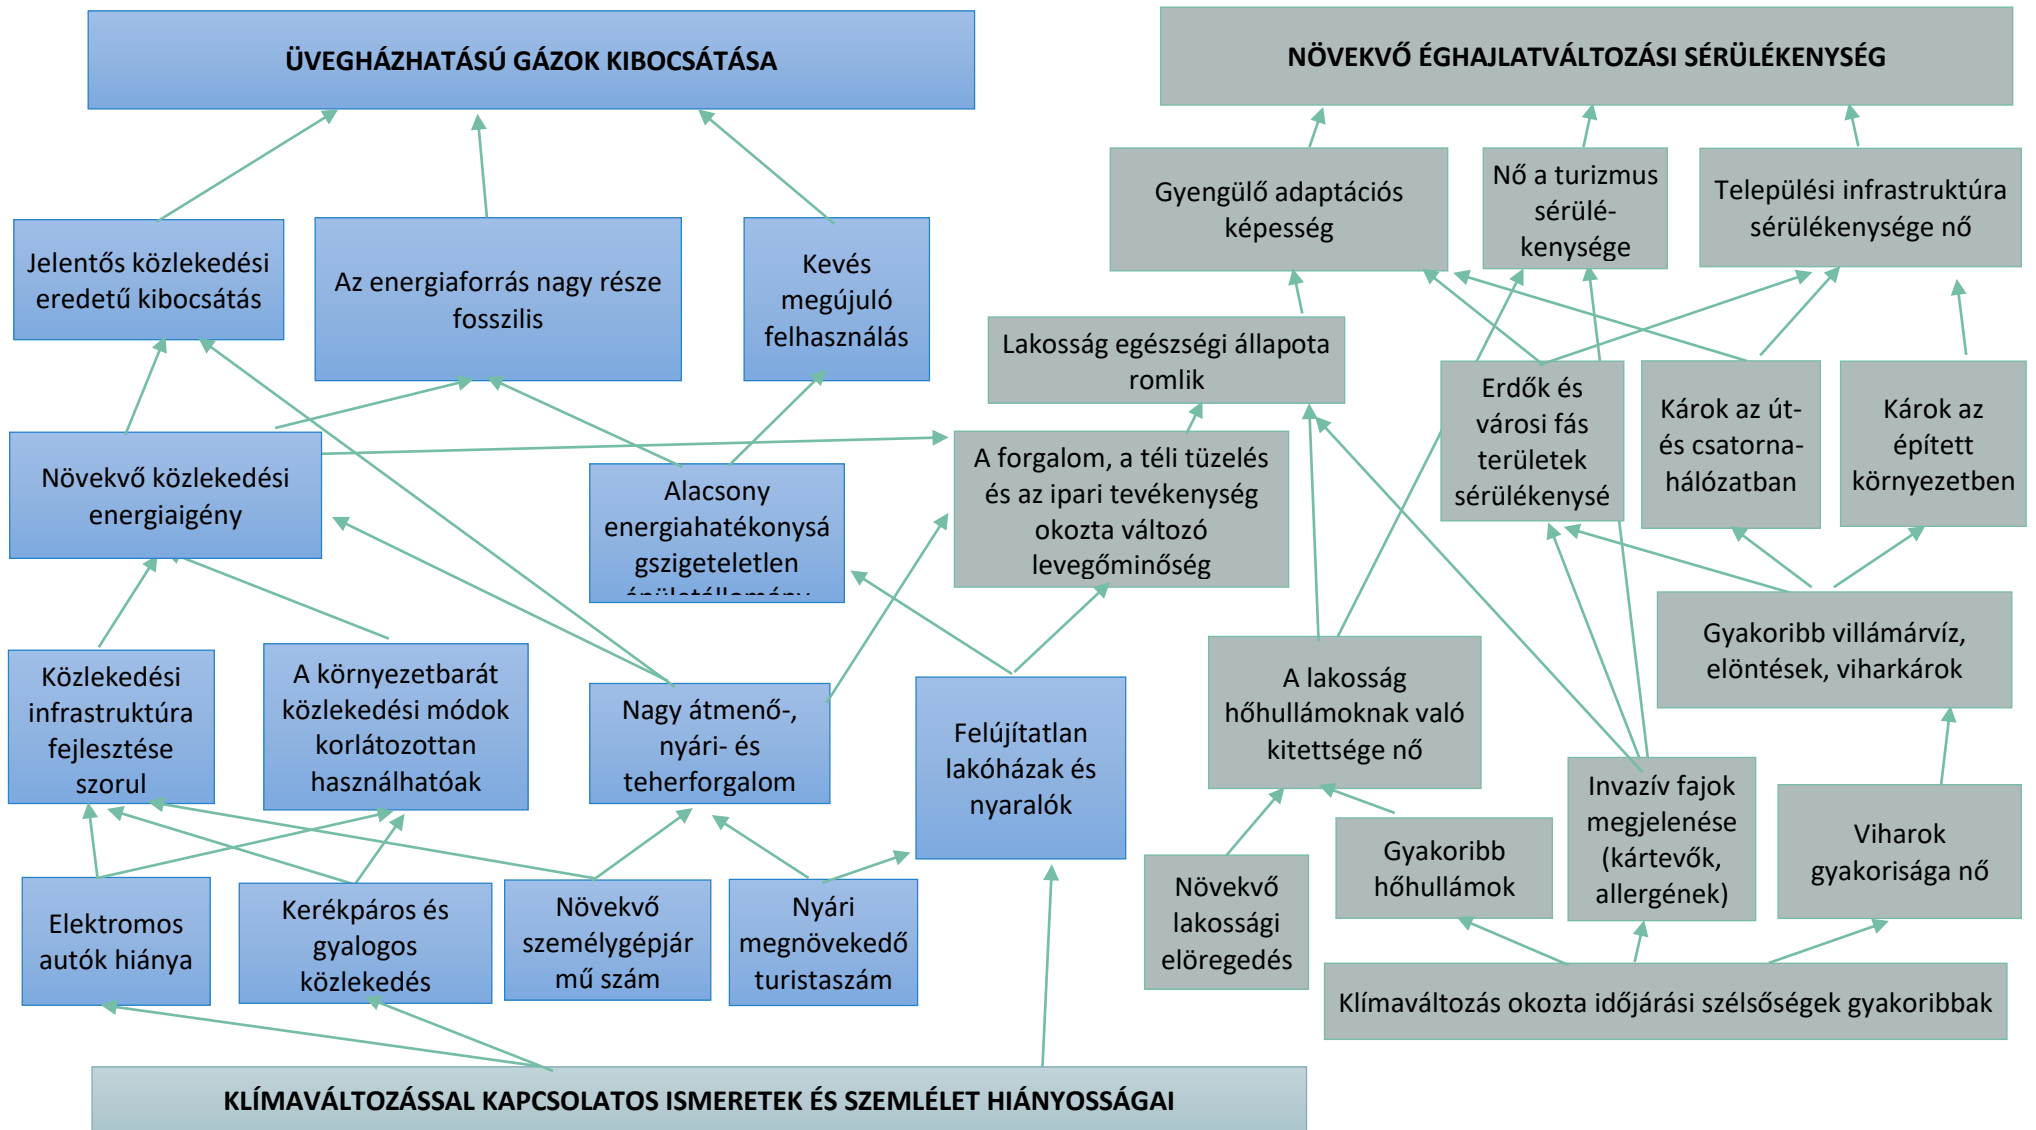 ÜVEGHÁZHATÁSÚ GÁZOK KIBOCSÁTÁSA
NÖVEKVŐ ÉGHAJLATVÁLTOZÁSI SÉRÜLÉKENYSÉG
Gyengülő adaptációs
képesség
Nő a turizmus
sérülé-
kenysége
Települési infrastruktúra
sérülékenysége nő
Jelentős közlekedési
eredetű kibocsátás
Az energiaforrás nagy része
fosszilis
Kevés
megújuló
felhasználás
Lakosság egészségi állapota
romlik
Erdők és
városi fás
területek
sérülékenysé
Károk az út-
és csatorna-
hálózatban
Károk az
épített
környezetben
Növekvő közlekedési
energiaigény
Alacsony
energiahatékonysá
gszigeteletlen
épületállomány
A forgalom, a téli tüzelés
és az ipari tevékenység
okozta változó
levegőminőség
Gyakoribb villámárvíz,
elöntések, viharkárok
Közlekedési
infrastruktúra
fejlesztése
szorul
A környezetbarát
közlekedési módok
korlátozottan
használhatóak
Nagy átmenő-,
nyári- és
teherforgalom
Felújítatlan
lakóházak és
nyaralók
A lakosság
hőhullámoknak való
kitettsége nő
Invazív fajok
megjelenése
(kártevők,
allergének)
Viharok
gyakorisága nő
Gyakoribb
hőhullámok
Növekvő
lakossági
elöregedés
Elektromos
autók hiánya
Kerékpáros és
gyalogos
közlekedés
Növekvő
személygépjár
mű szám
Nyári
megnövekedő
turistaszám
Klímaváltozás okozta időjárási szélsőségek gyakoribbak
KLÍMAVÁLTOZÁSSAL KAPCSOLATOS ISMERETEK ÉS SZEMLÉLET HIÁNYOSSÁGAI